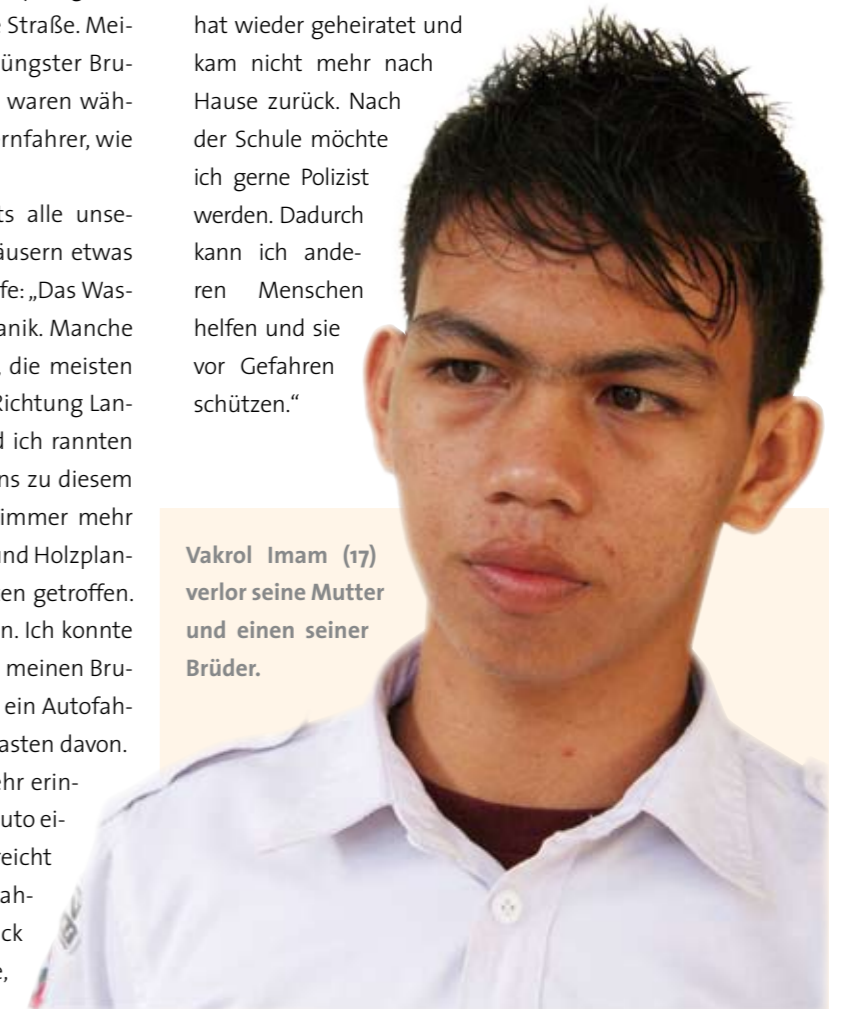 e Straße. Mei-
üngster Bru-
waren wäh-
rnfahrer, wie
ts alle unse-
äusern etwas
fe: „Das Was-
anik. Manche
, die meisten
Richtung Lan-
d ich rannten
ns zu diesem
immer mehr
und Holzplan-
en getroffen.
n. Ich konnte
meinen Bru-
ein Autofah-
asten davon.
ehr erin-
uto ei-
reicht
ah-
ck
e,
hat wieder geheiratet und
kam nicht mehr nach
Hause zurück. Nach
der Schule möchte
ich gerne Polizist
werden. Dadurch
kann ich ande-
ren Menschen
helfen und sie
vor Gefahren
schützen.“
Vakrol Imam (17)
verlor seine Mutter
und einen seiner
Brüder.